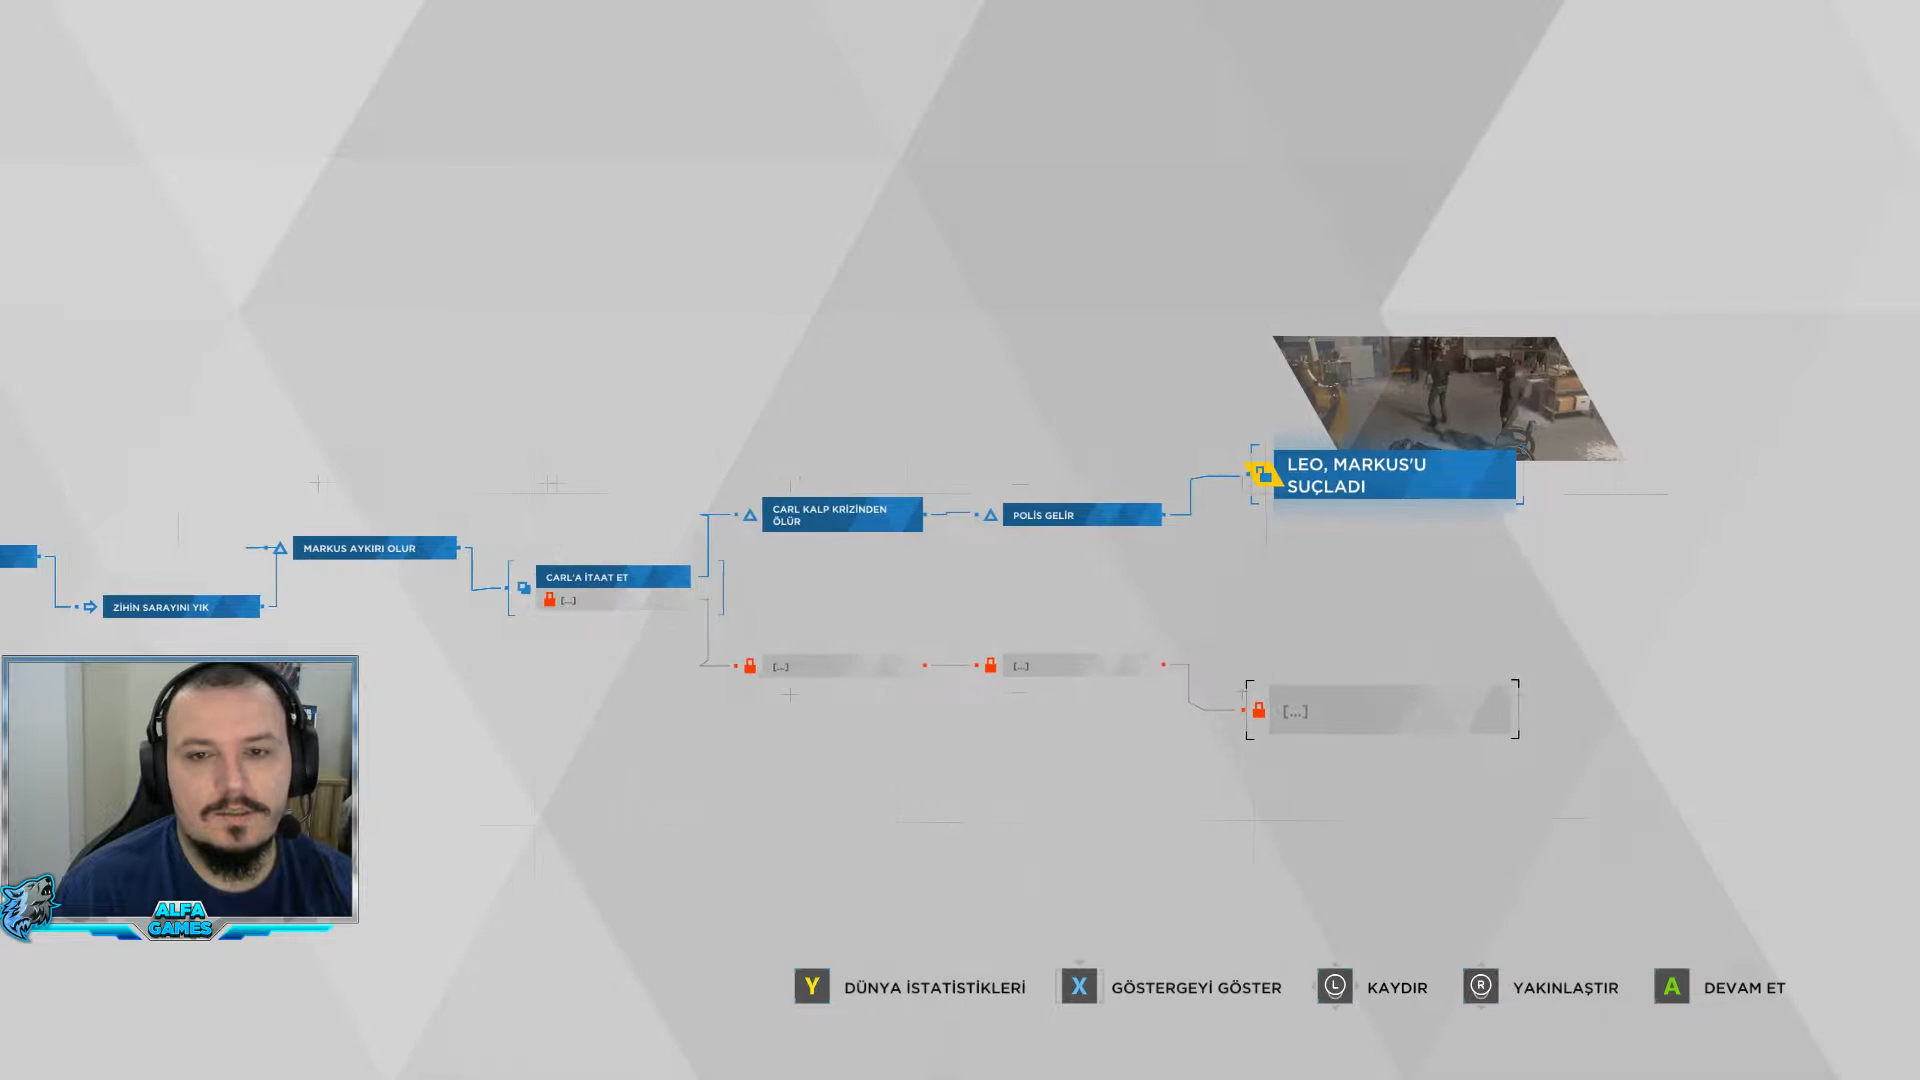 LEO, MARKUS'U
SUÇLADI
CARL KALP KRİZİNDEN
ÖLÜR
POLİS GELİR
MARKUS AYKIRI OLUR
CARL'A İTAAT ET
[...]
ZİHİN SARAYINI YIK
[...]
[...]
[...]
ALFA
GAMES
Y DÜNYA İSTATİSTİKLERİ
X GÖSTERGEYİ GÖSTER
L KAYDIR
R YAKINLAŞTIR
A DEVAM ET